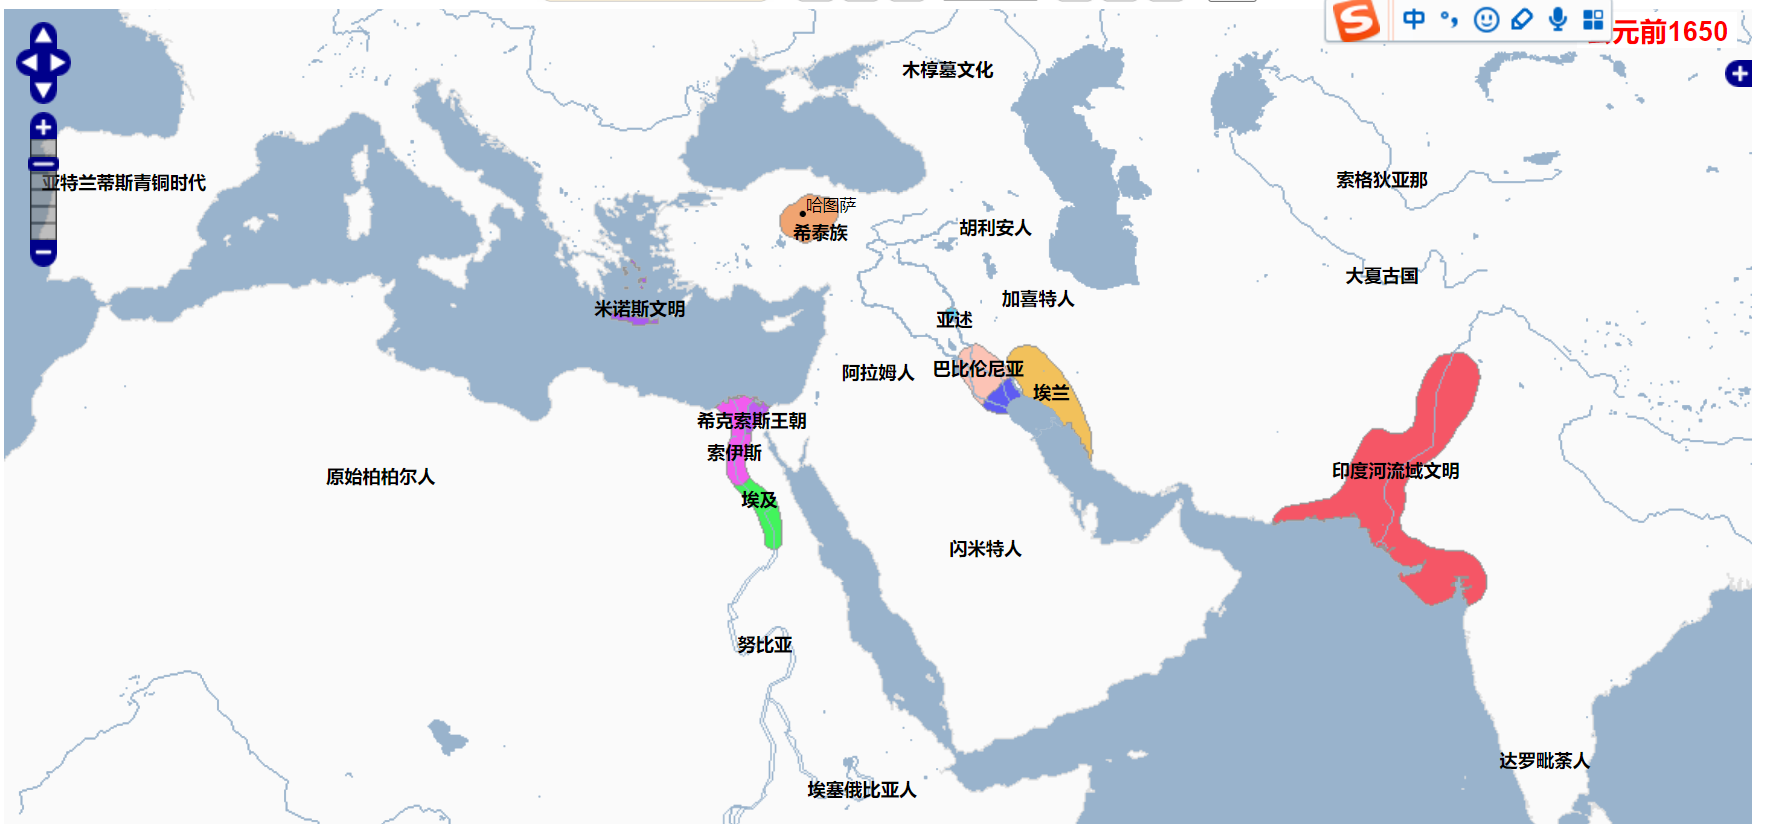 中
元前1650
木椁墓文化
亚特兰蒂斯青铜时代
索格狄亚那
哈图萨
希泰族
胡利安人
大夏古国
加喜特人
米诺斯文明
亚述
阿拉姆人
巴比伦尼亚
埃兰
希克索斯王朝
索伊斯
原始柏柏尔人
印度河流域文明
埃及
闪米特人
努比亚
达罗毗荼人
埃塞俄比亚人